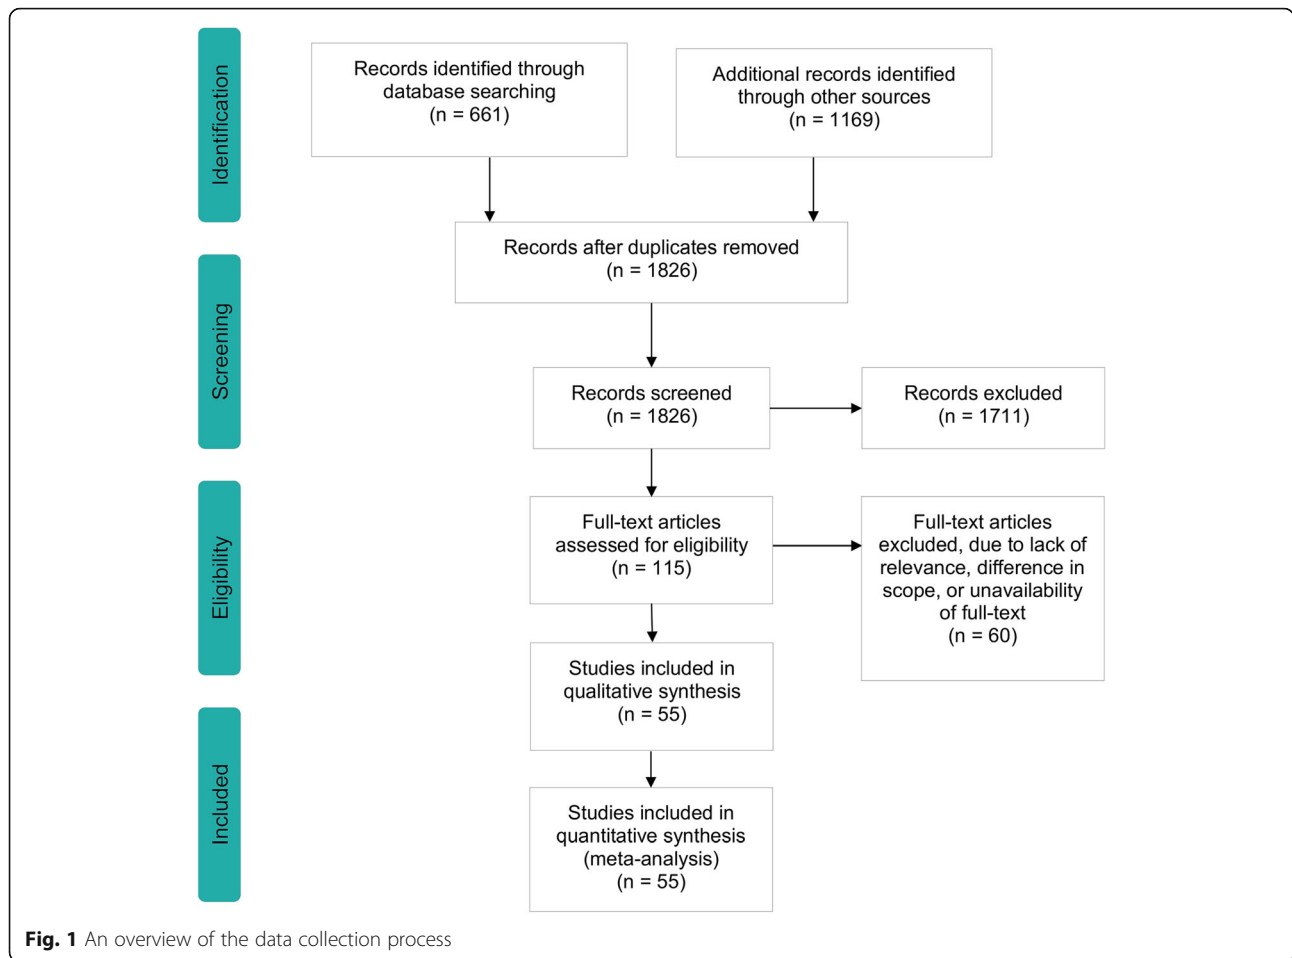 Identification
Records identified through
database searching
(n = 661)
Additional records identified
through other sources
(n = 1169)
Records after duplicates removed
(n = 1826)
Screening
Records screened
(n = 1826)
Records excluded
(n = 1711)
Eligibility
Full-text articles
assessed for eligibility
(n = 115)
Full-text articles
excluded, due to lack of
relevance, difference in
scope, or unavailability
of full-text
(n = 60)
Studies included in
qualitative synthesis
(n = 55)
Included
Studies included in
quantitative synthesis
(meta-analysis)
(n = 55)
Fig. 1 An overview of the data collection process